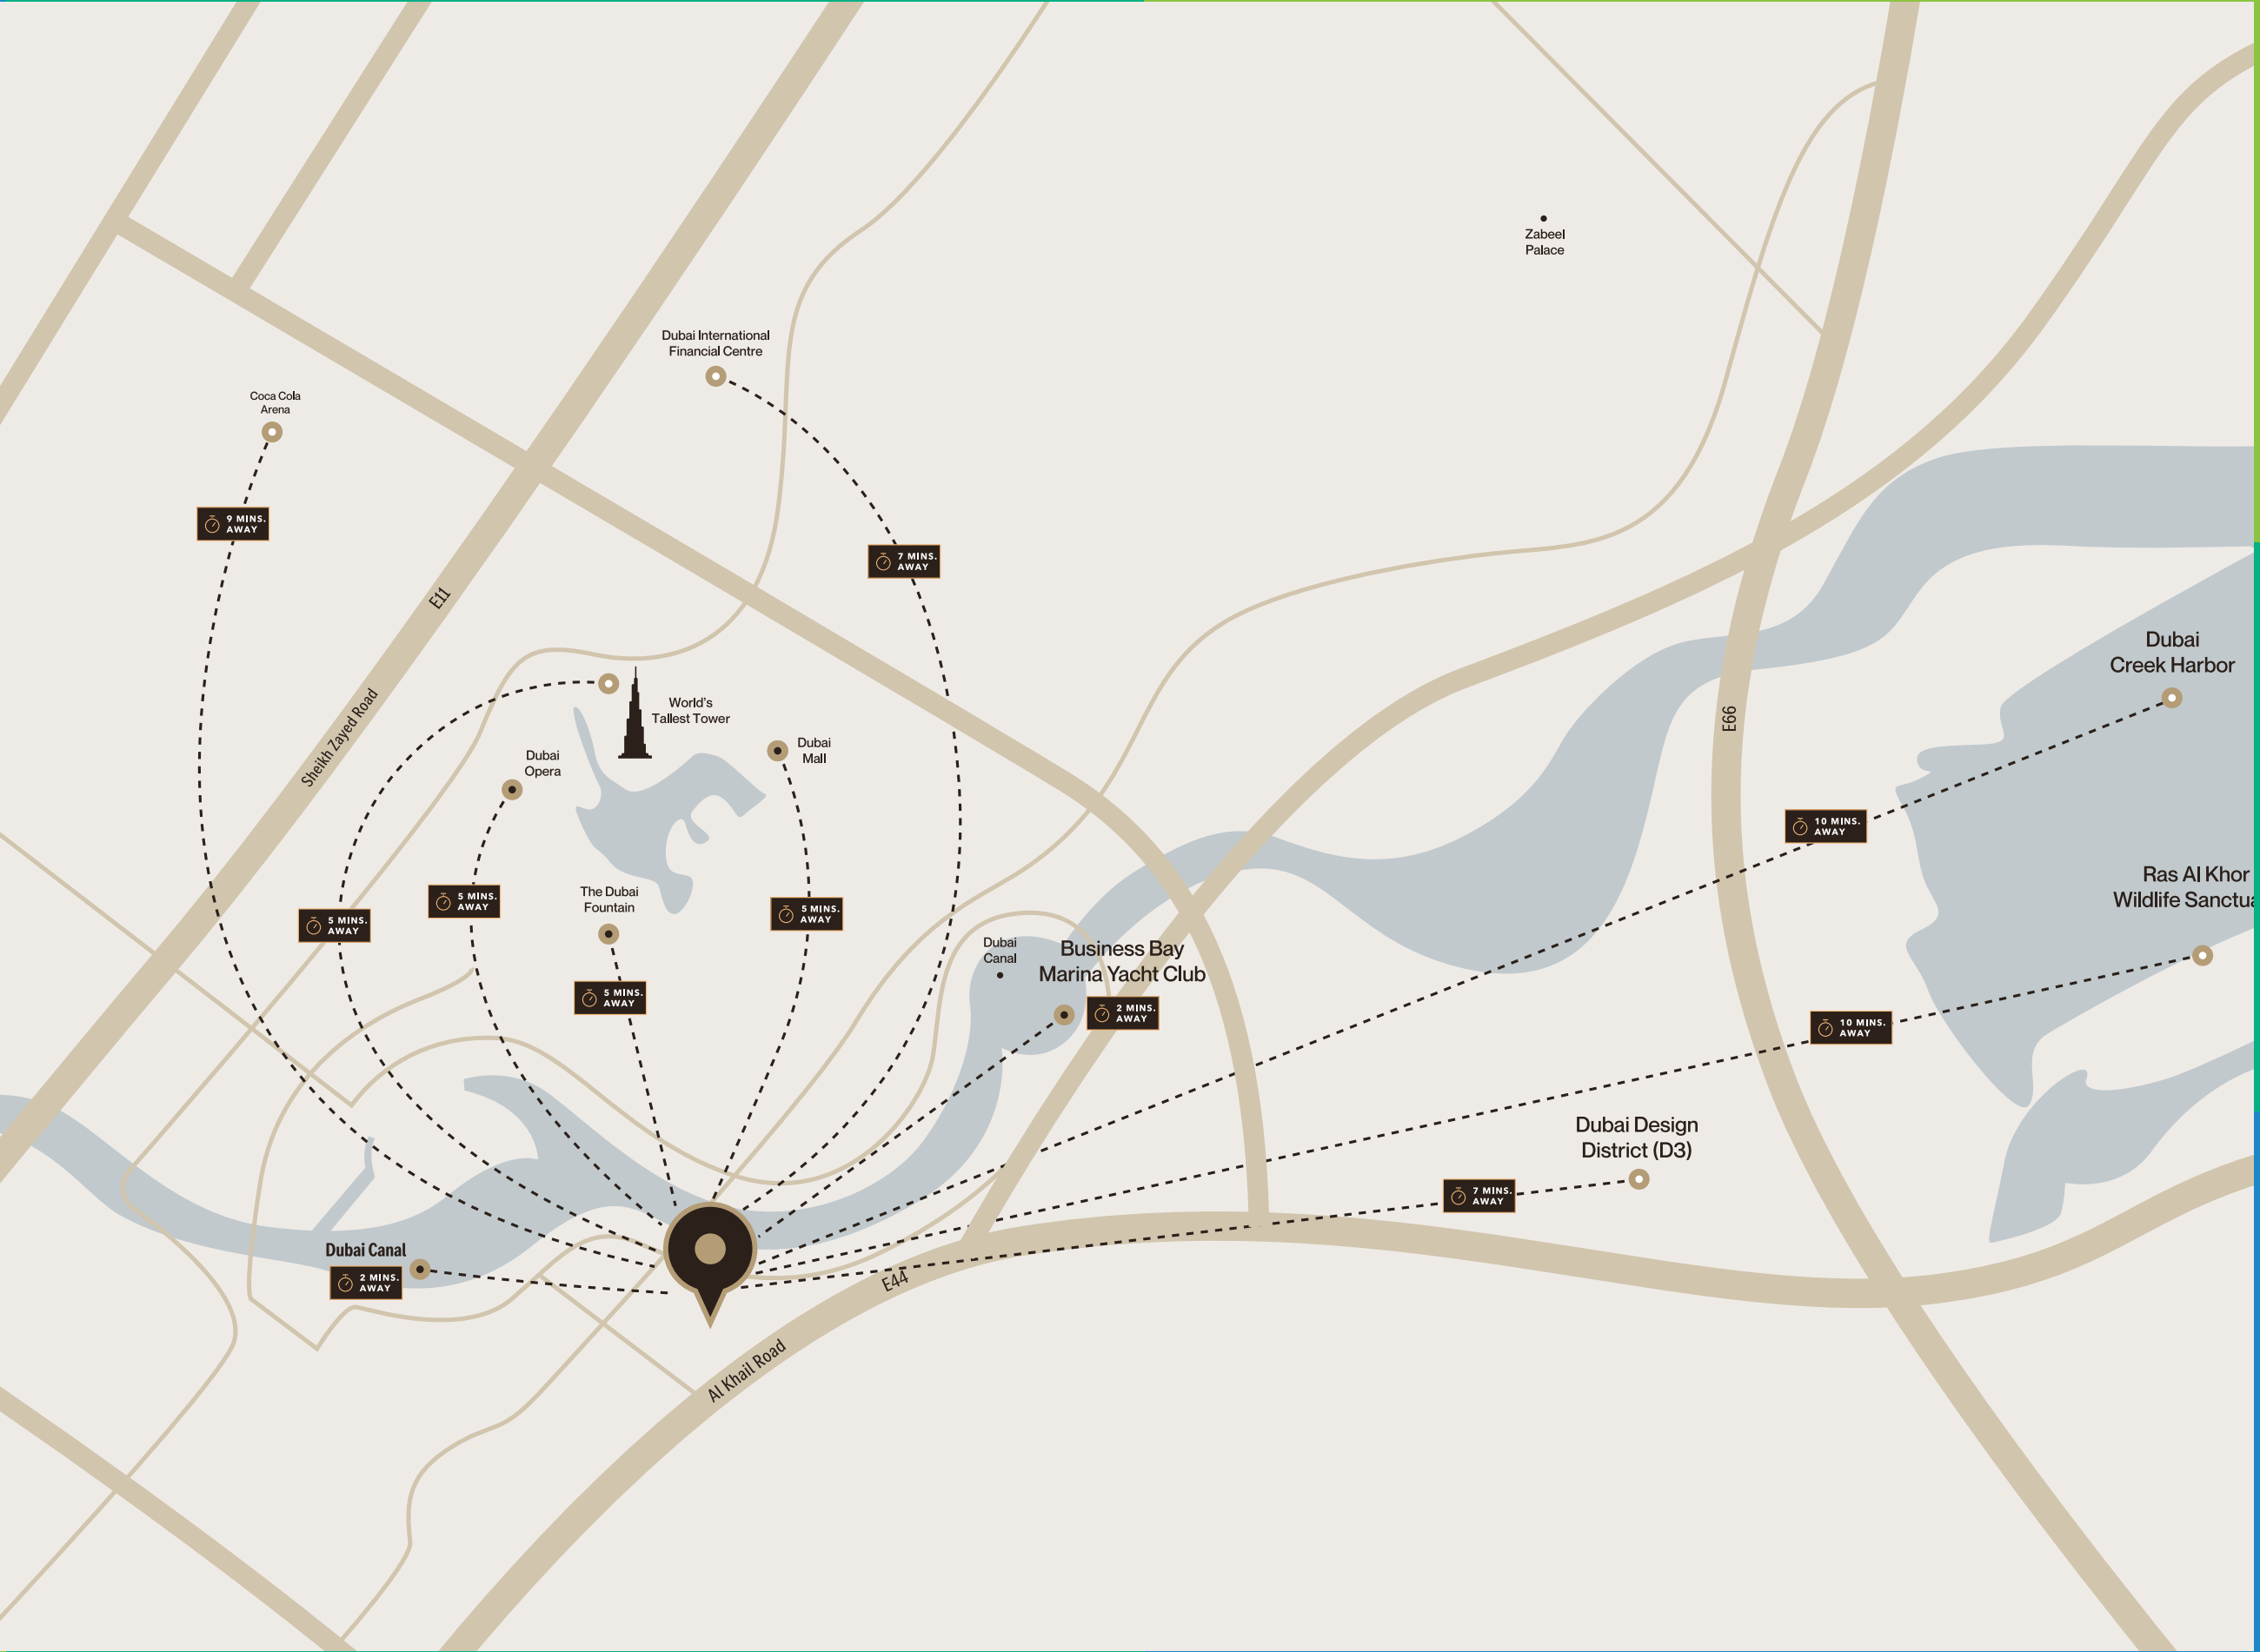 Zabeel
Palace
Dubai International
Financial Centre
Coca Cola
Arena
9 MINS.
AWAY
7 MINS.
AWAY
E11
Sheikh Zayed Road
World's
Tallest Tower
Dubai
Mall
Dubai
Opera
Dubai
Creek Harbor
E66
10 MINS.
AWAY
The Dubai
Fountain
5 MINS.
AWAY
5 MINS.
AWAY
5 MINS.
AWAY
5 MINS.
AWAY
Ras Al Khor
Wildlife Sanctua
Dubai
Canal
Business Bay
Marina Yacht Club
2 MINS.
AWAY
10 MINS.
AWAY
Dubai Design
District (D3)
7 MINS.
AWAY
Dubai Canal
2 MINS.
AWAY
E44
Al Khail Road